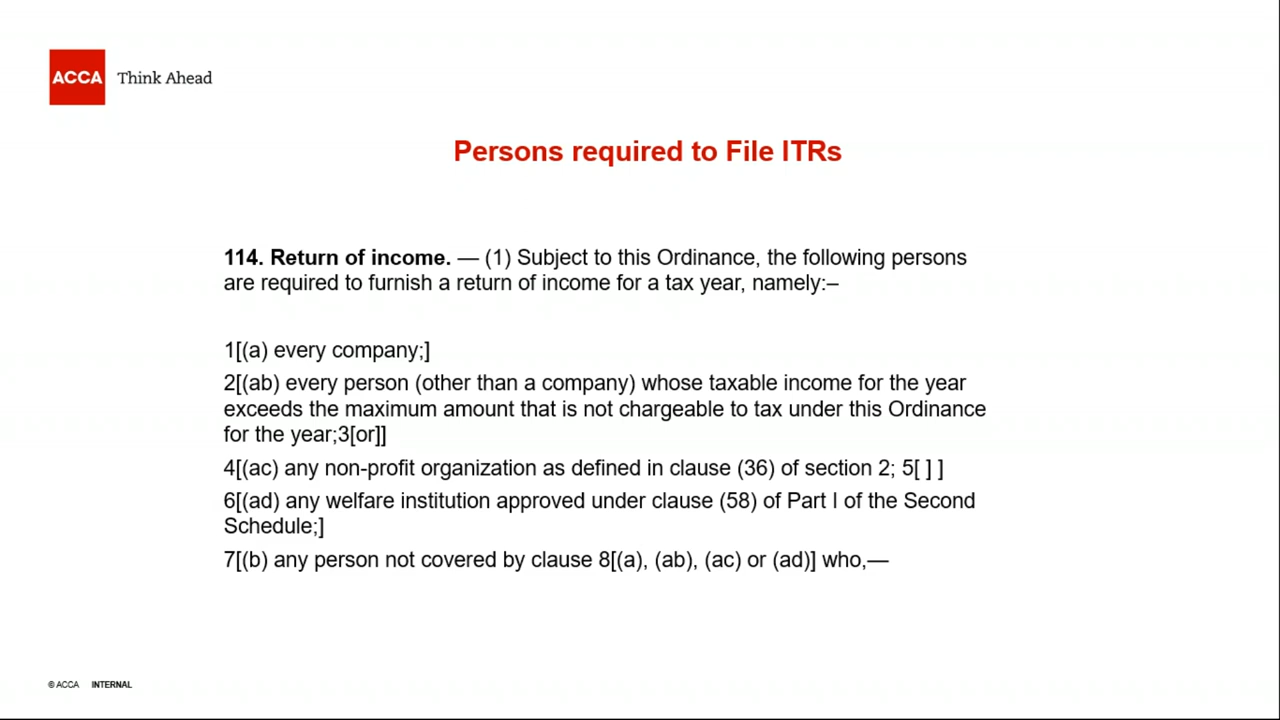 ACCA Think Ahead
Persons required to File ITRs
114. Return of income. — (1) Subject to this Ordinance, the following persons
are required to furnish a return of income for a tax year, namely:–
1[(a) every company;]
2[(ab) every person (other than a company) whose taxable income for the year
exceeds the maximum amount that is not chargeable to tax under this Ordinance
for the year;3[or]]
4[(ac) any non-profit organization as defined in clause (36) of section 2; 5[ ] ]
6[(ad) any welfare institution approved under clause (58) of Part I of the Second
Schedule;]
7[(b) any person not covered by clause 8[(a), (ab), (ac) or (ad)] who,—
© ACCA INTERNAL